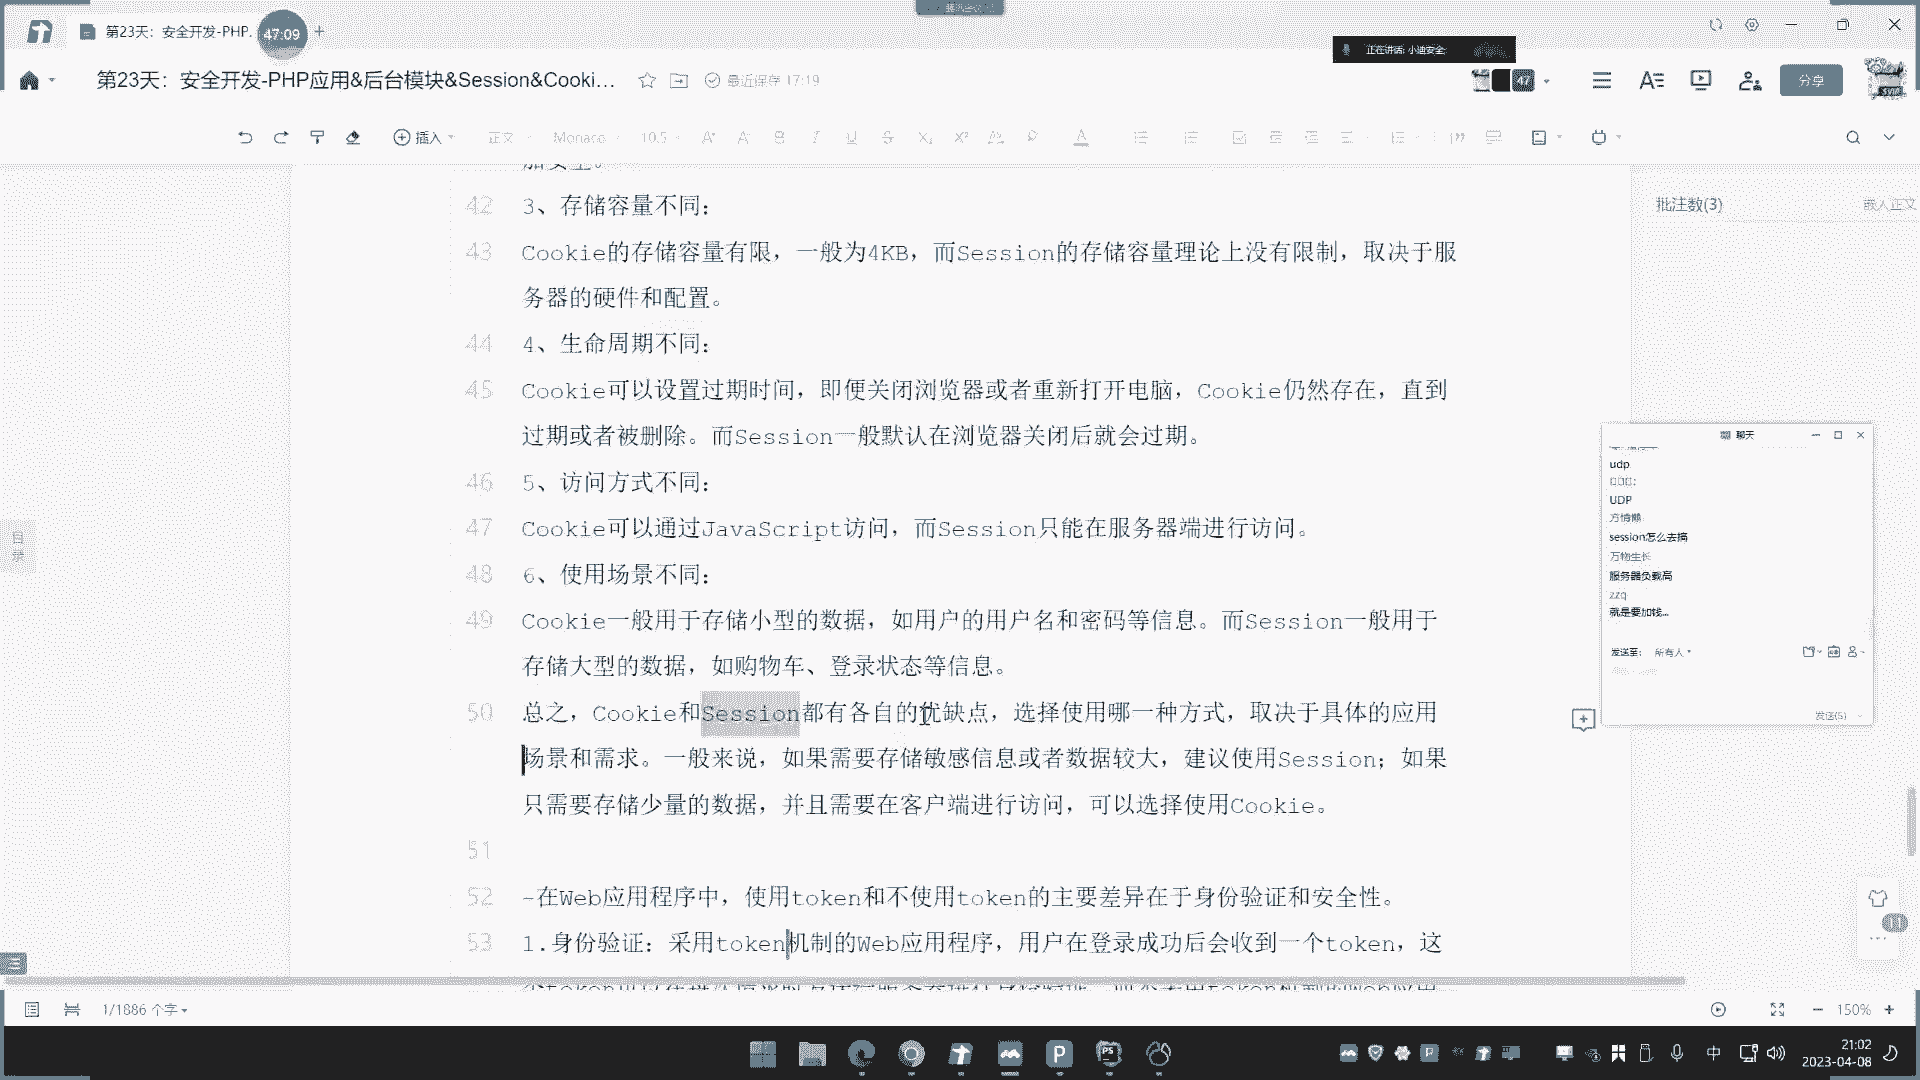 第23天：安全开发-PHP.
47:09
正在讲话: 小迪安全:
第23天：安全开发-PHP应用&后台模块&Session&Cooki...
最近保存 17:19
47
分享
插入
正文
Monaco
10.5
42 3、存储容量不同：
43 Cookie的存储容量有限，一般为4KB，而Session的存储容量理论上没有限制，取决于服
务器的硬件和配置。
44 4、生命周期不同：
45 Cookie可以设置过期时间，即便关闭浏览器或者重新打开电脑，Cookie仍然存在，直到
过期或者被删除。而Session一般默认在浏览器关闭后就会过期。
46 5、访问方式不同：
47 Cookie可以通过JavaScript访问，而Session只能在服务器端进行访问。
48 6、使用场景不同：
49 Cookie一般用于存储小型的数据，如用户的用户名和密码等信息。而Session一般用于
存储大型的数据，如购物车、登录状态等信息。
50 总之，Cookie和Session都有各自的优缺点，选择使用哪一种方式，取决于具体的应用
场景和需求。一般来说，如果需要存储敏感信息或者数据较大，建议使用Session；如果
只需要存储少量的数据，并且需要在客户端进行访问，可以选择使用Cookie。
51
52 ~在Web应用程序中，使用token和不使用token的主要差异在于身份验证和安全性。
53 1.身份验证：采用token机制的Web应用程序，用户在登录成功后会收到一个token，这
目录
批注数(3)
嵌入正文
聊天
udp
UDP
session怎么去搞
万物生长
服务器负载高
zzq
就是要加钱...
发送至: 所有人
发送(S)
11
1/1886 个字
150%
中
21:02
2023-04-08